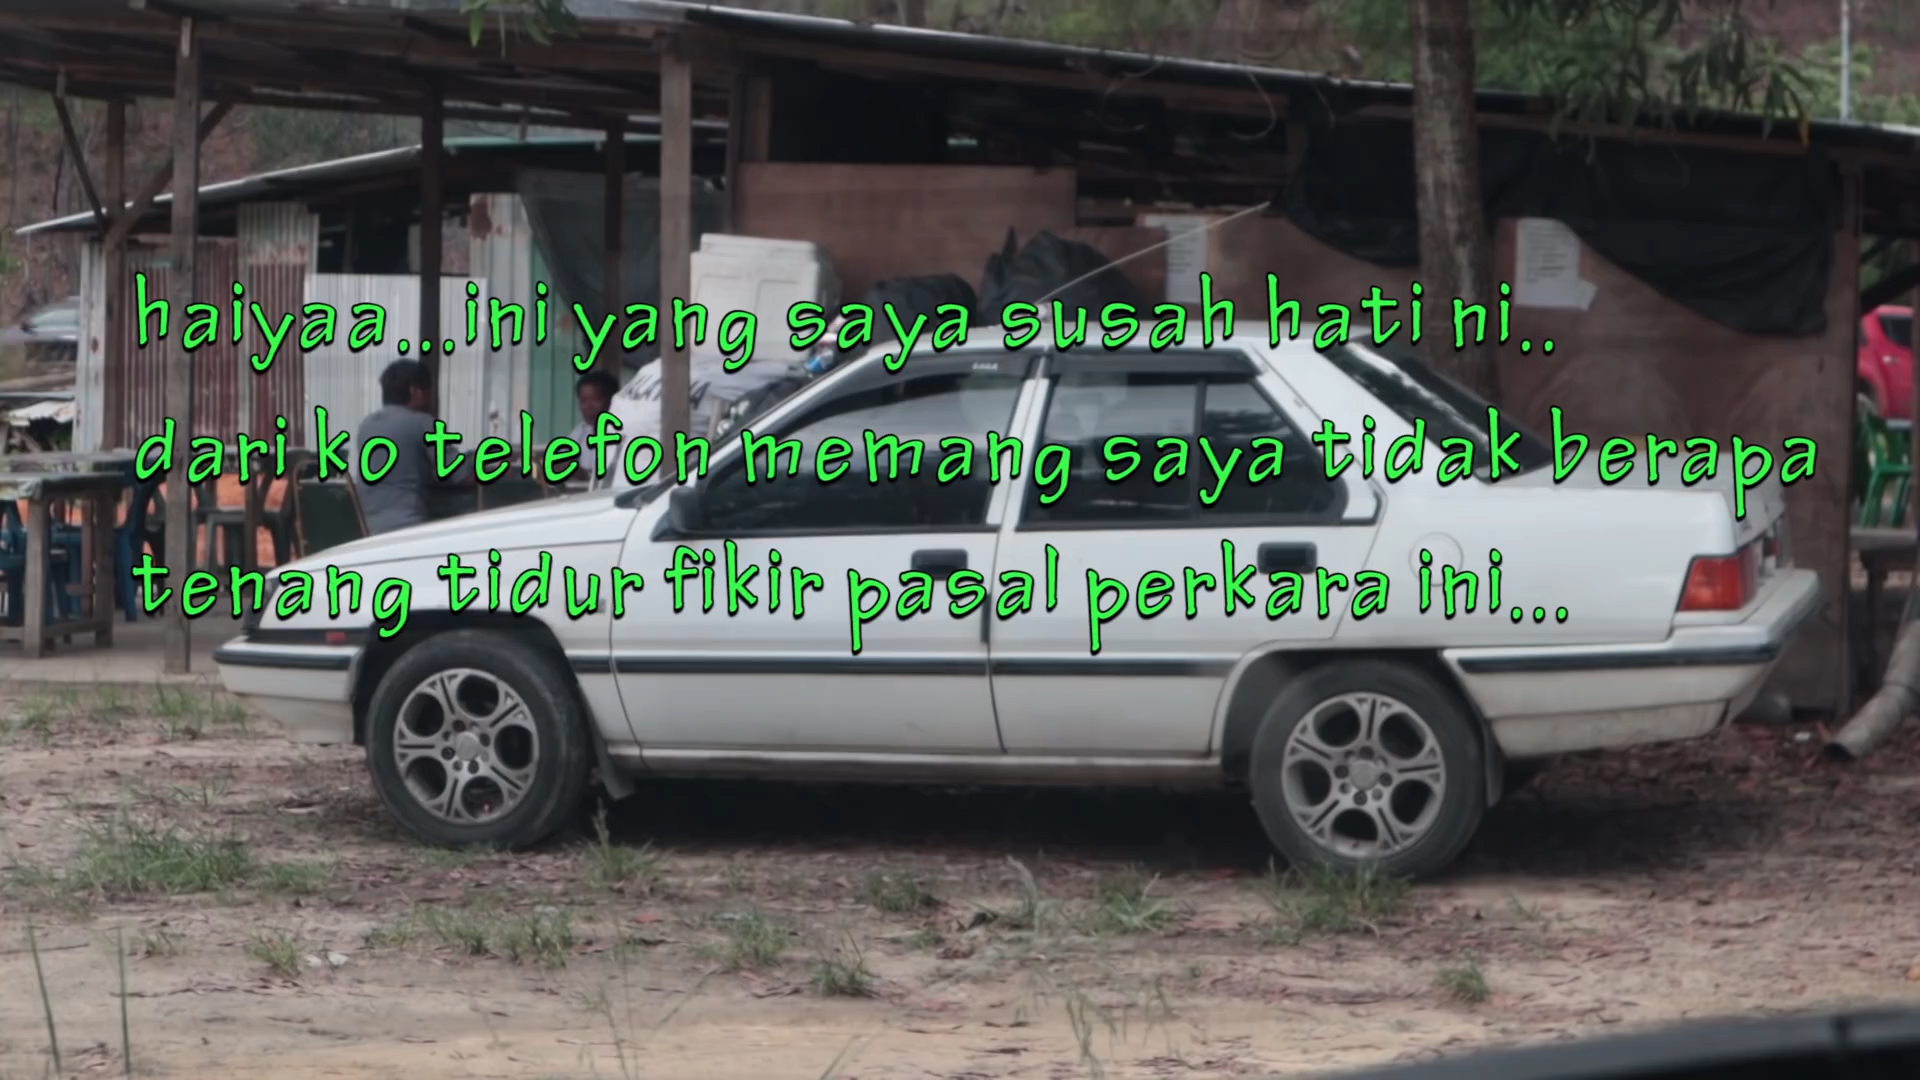 haiyaa...ini yang saya susah hati ni..
dari ko telefon memang saya tidak berapa
tenang tidur fikir pasal perkara ini...
SAGA